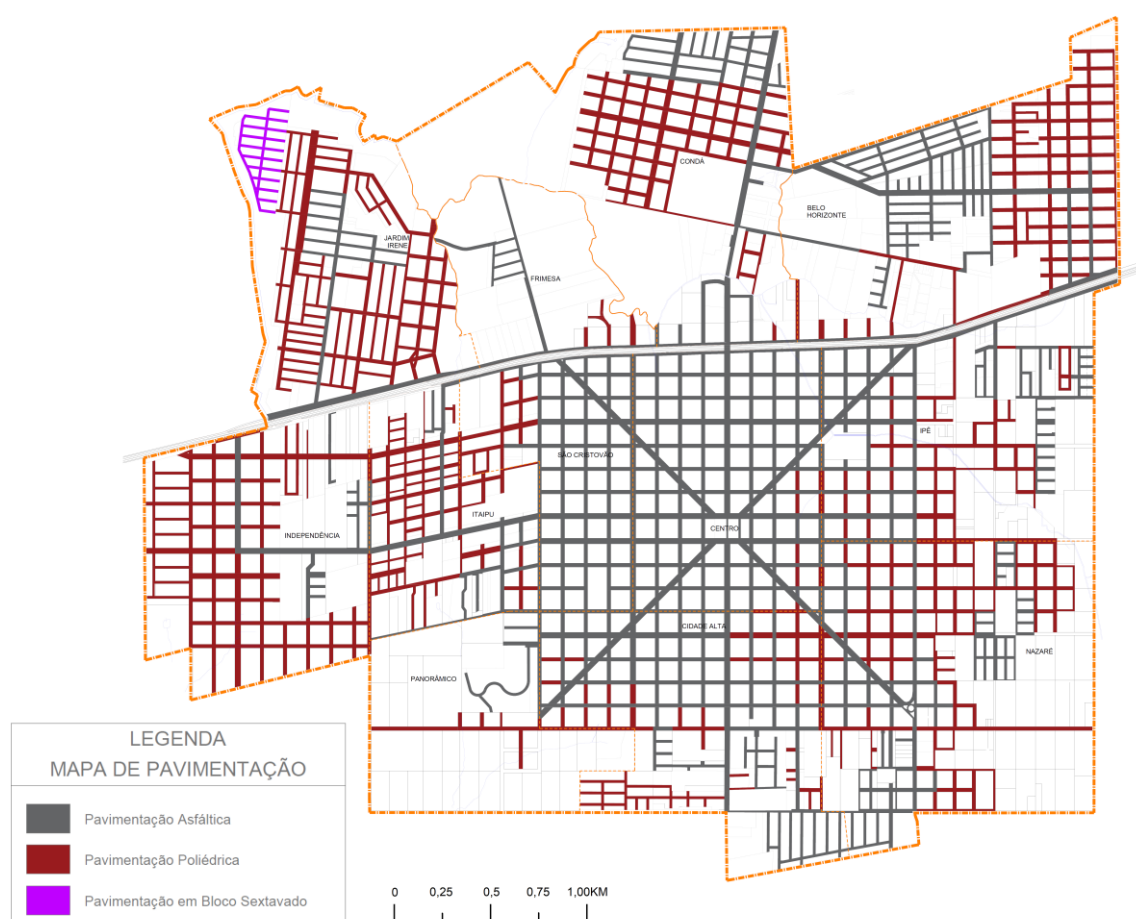 CONDÁ
BELO
HORIZONTE
JARDIM
IRENE
FRIMESA
IPÊ
SÃO CRISTOVÃO
ITAIPU
CENTRO
INDEPENDÊNCIA
CIDADE ALTA
NAZARÉ
PANORÂMICO
LEGENDA
MAPA DE PAVIMENTAÇÃO
Pavimentação Asfáltica
Pavimentação Poliédrica
Pavimentação em Bloco Sextavado
0 0,25 0,5 0,75 1,00KM